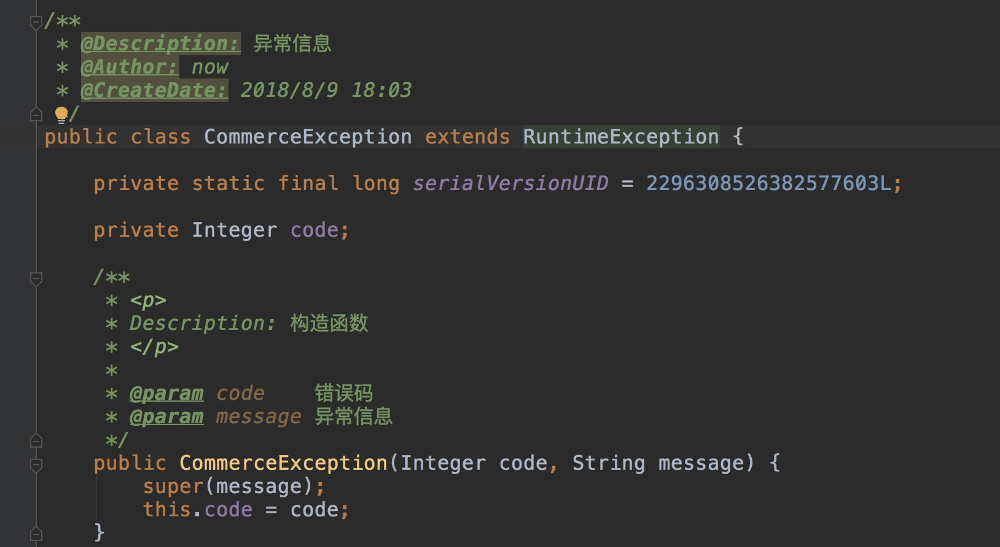 /**
 * @Description: 异常信息
 * @Author: now
 * @CreateDate: 2018/8/9 18:03
/
public class CommerceException extends RuntimeException {
private static final long serialVersionUID = 2296308526382577603L;
private Integer code;
/**
 * <p>
 * Description: 构造函数
 * </p>
 *
 * @param code    错误码
 * @param message 异常信息
 */
public CommerceException(Integer code, String message) {
super(message);
this.code = code;
}